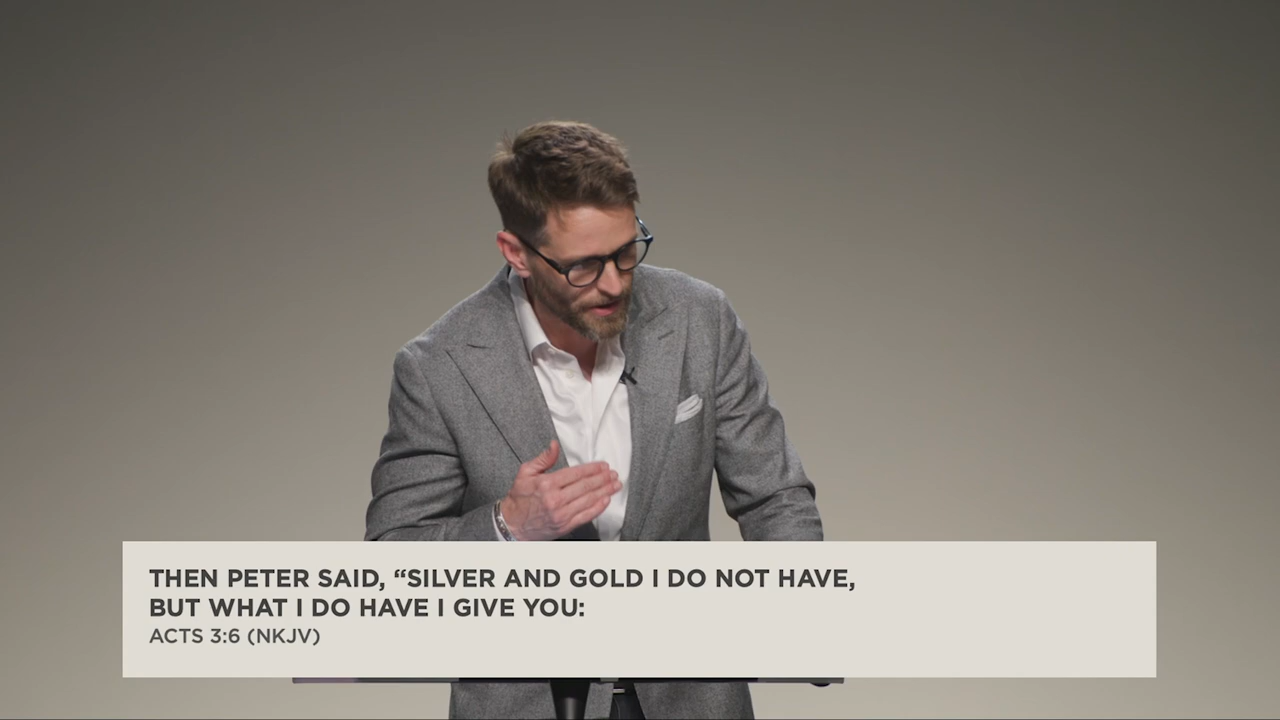 THEN PETER SAID, “SILVER AND GOLD I DO NOT HAVE,
BUT WHAT I DO HAVE I GIVE YOU:
ACTS 3:6 (NKJV)